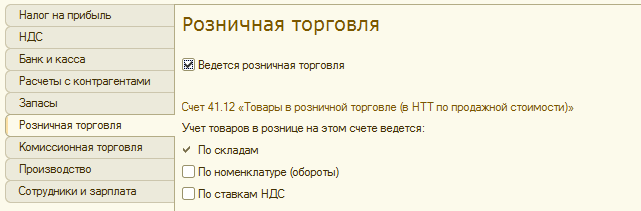 Налог на прибыль
НДС
Банк и касса
Расчеты с контрагентами
Запасы
Розничная торговля
Комиссионная торговля
Производство
Сотрудники и зарплата
Розничная торговля
Ведется розничная торговля
Счет 41.12 «Товары в розничной торговле (в НТТ по продажной стоимости)»
Учет товаров в рознице на этом счете ведется:
По складам
По номенклатуре (обороты)
По ставкам НДС